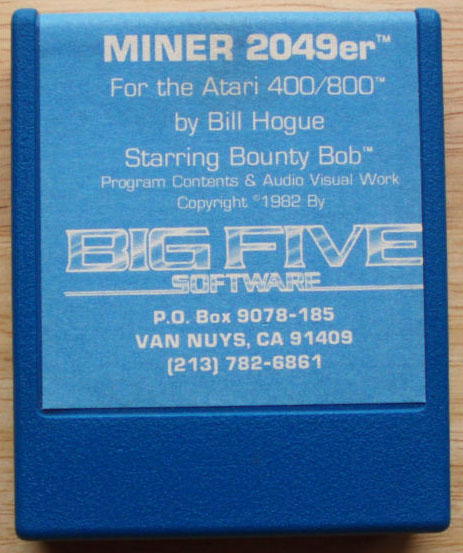 MINER 2049er™
For the Atari 400/800™
by Bill Hogue
Starring Bounty Bob™
Program Contents & Audio Visual Work
Copyright ©1982 By
BIG FIVE
SOFTWARE
P.O. Box 9078-185
VAN NUYS, CA 91409
(213) 782-6861